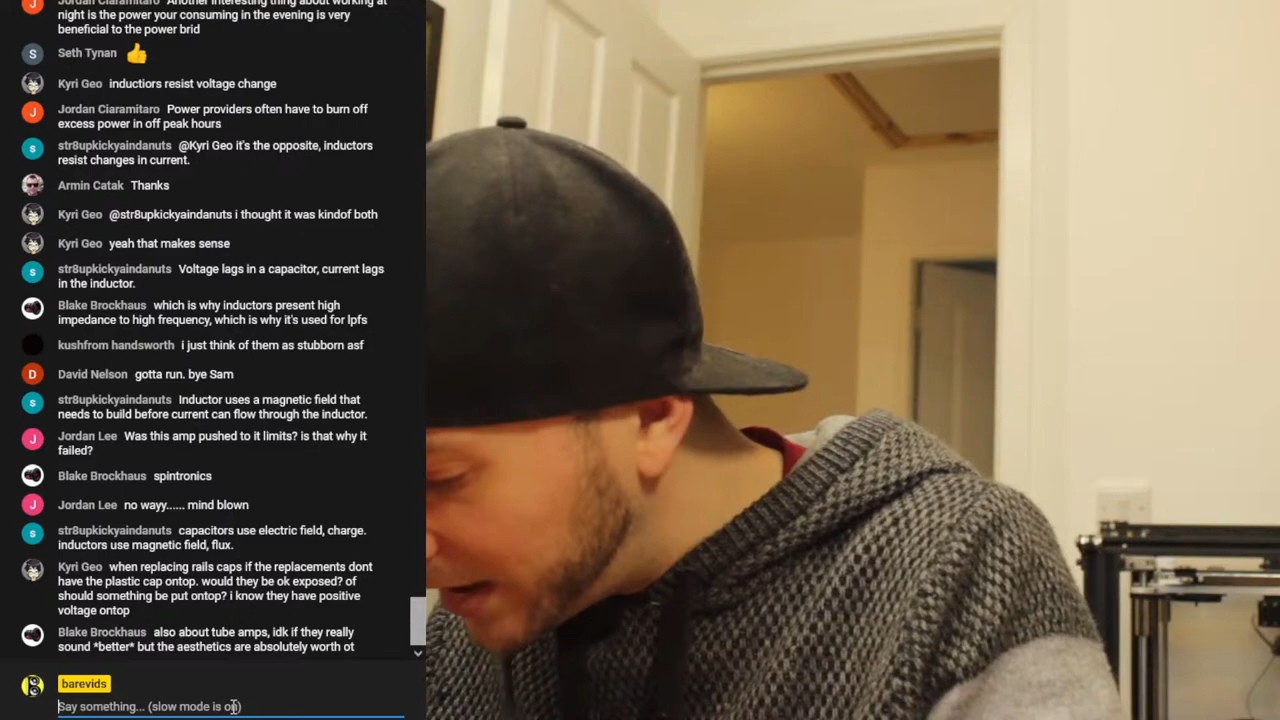 Jordan Ciaramitaro Another interesting thing about working at
night is the power your consuming in the evening is very
beneficial to the power brid
S Seth Tynan
Kyri Geo inductiors resist voltage change
J Jordan Ciaramitaro Power providers often have to burn off
excess power in off peak hours
s str8upkickyaindanuts @Kyri Geo it's the opposite, inductors
resist changes in current.
Armin Catak Thanks
Kyri Geo @str8upkickyaindanuts i thought it was kindof both
Kyri Geo yeah that makes sense
s str8upkickyaindanuts Voltage lags in a capacitor, current lags
in the inductor.
Blake Brockhaus which is why inductors present high
impedance to high frequency, which is why it's used for lpfs
kushfrom handsworth i just think of them as stubborn asf
D David Nelson gotta run. bye Sam
s str8upkickyaindanuts Inductor uses a magnetic field that
needs to build before current can flow through the inductor.
J Jordan Lee Was this amp pushed to it limits? is that why it
failed?
Blake Brockhaus spintronics
J Jordan Lee no wayy...... mind blown
s str8upkickyaindanuts capacitors use electric field, charge.
inductors use magnetic field, flux.
Kyri Geo when replacing rails caps if the replacements dont
have the plastic cap ontop. would they be ok exposed? of
should something be put ontop? i know they have positive
voltage ontop
Blake Brockhaus also about tube amps, idk if they really
sound *better* but the aesthetics are absolutely worth ot
barevids
Say something... (slow mode is on)